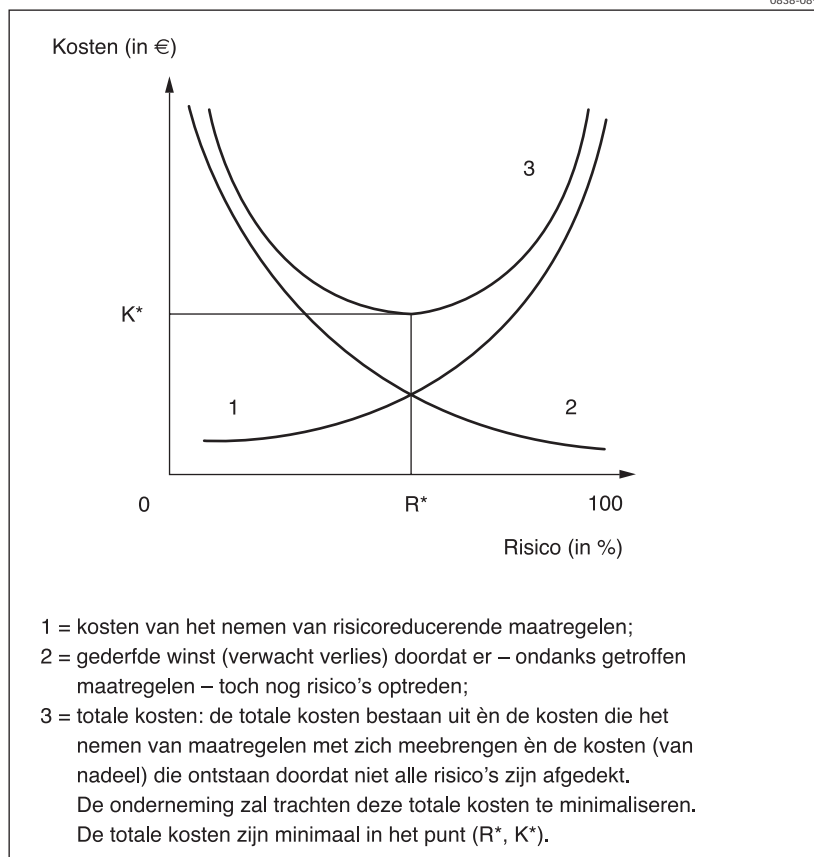 Kosten (in €)
3
K*
1
2
0
R*
100
Risico (in %)
1 = kosten van het nemen van risicoreducerende maatregelen;
2 = gederfde winst (verwacht verlies) doordat er – ondanks getroffen
maatregelen – toch nog risico's optreden;
3 = totale kosten: de totale kosten bestaan uit èn de kosten die het
nemen van maatregelen met zich meebrengen èn de kosten (van
nadeel) die ontstaan doordat niet alle risico's zijn afgedekt.
De onderneming zal trachten deze totale kosten te minimaliseren.
De totale kosten zijn minimaal in het punt (R*, K*).